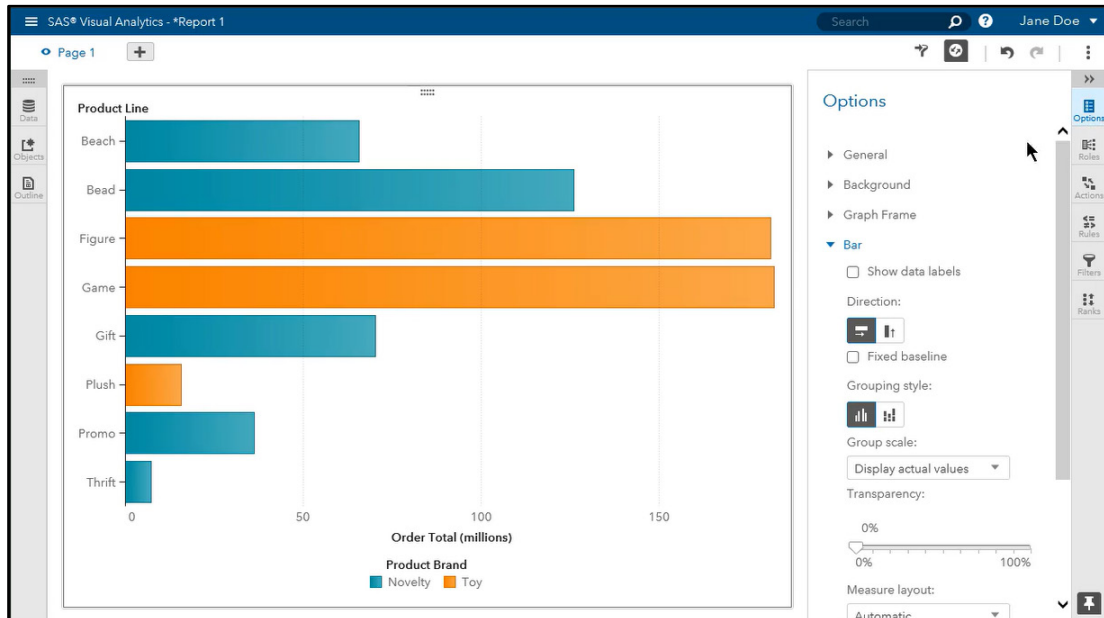 SAS® Visual Analytics - *Report 1
Search
?
Jane Doe
Page 1
Data
Objects
Outline
Product Line
Beach
Bead
Figure
Game
Gift
Plush
Promo
Thrift
0 50 100 150
Order Total (millions)
Product Brand
Novelty Toy
Options
General
Background
Graph Frame
Bar
Show data labels
Direction:
Fixed baseline
Grouping style:
Group scale:
Display actual values
Transparency:
0%
0% 100%
Measure layout:
Automatic
Options
Roles
Actions
Rules
Filters
Ranks